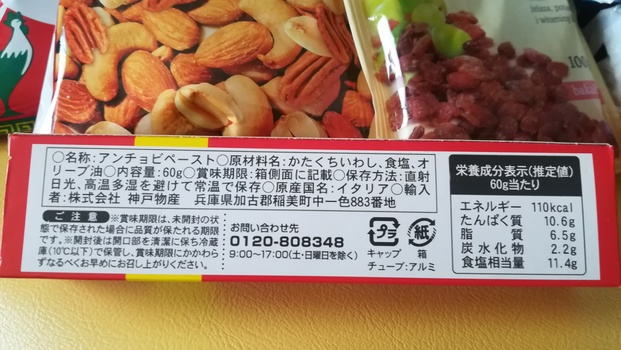 100
baka
○名称:アンチョビペースト○原材料名:かたくちいわし、食塩、オ
リーブ油○内容量:60g○賞味期限:箱側面に記載○保存方法:直射
日光、高温多湿を避けて常温で保存○原産国名:イタリア○輸入
者:株式会社 神戸物産 兵庫県加古郡稲美町中一色883番地
ご注意 ※賞味期限は、未開封の状
態で保存された場合に品質が保たれる期限
です。※開封後は開口部を清潔に保ち冷蔵
庫(10℃以下)で保管し、賞味期限にかかわら
ずなるべくお早めにお召し上がりください。
お問い合わせ先
0120-808348
9:00〜17:00(土・日曜日を除く)
プラ 紙
キャップ 箱
チューブ:アルミ
栄養成分表示(推定値)
60g当たり
エネルギー 110kcal
たんぱく質 10.6g
脂質 6.5g
炭水化物 2.2g
食塩相当量 11.4g